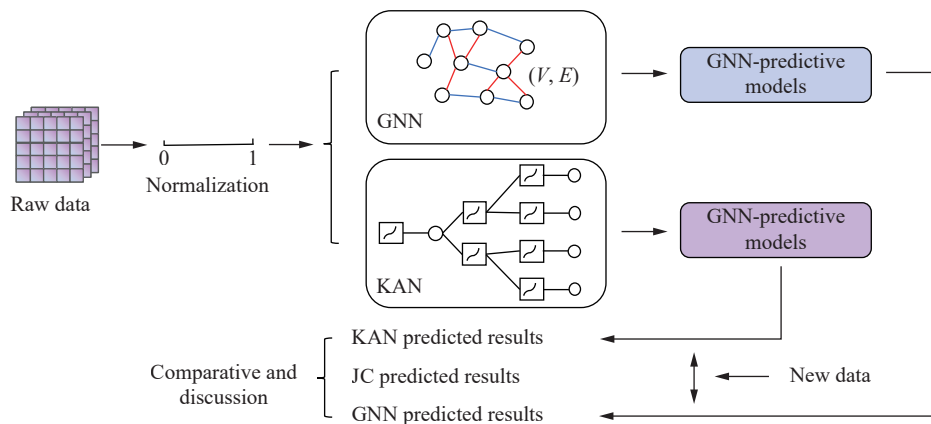 (V, E)
GNN
GNN-predictive
models
0 1
Normalization
Raw data
KAN
GNN-predictive
models
KAN predicted results
Comparative and
discussion
JC predicted results
New data
GNN predicted results